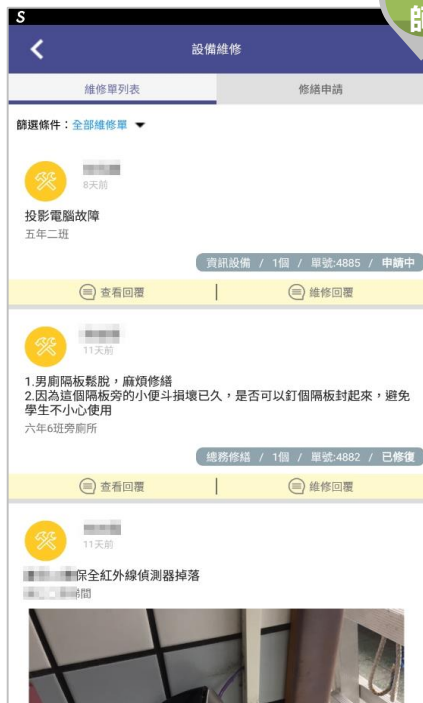 S
師
設備維修
維修單列表
修繕申請
篩選條件：全部維修單
8天前
投影電腦故障
五年二班
資訊設備 / 1個 / 單號:4885 / 申請中
查看回覆 | 維修回覆
11天前
1.男廁隔板鬆脫，麻煩修繕
2.因為這個隔板旁的小便斗損壞已久，是否可以釘個隔板封起來，避免
學生不小心使用
六年6班旁廁所
總務修繕 / 1個 / 單號:4882 / 已修復
查看回覆 | 維修回覆
11天前
保全紅外線偵測器掉落
梯間